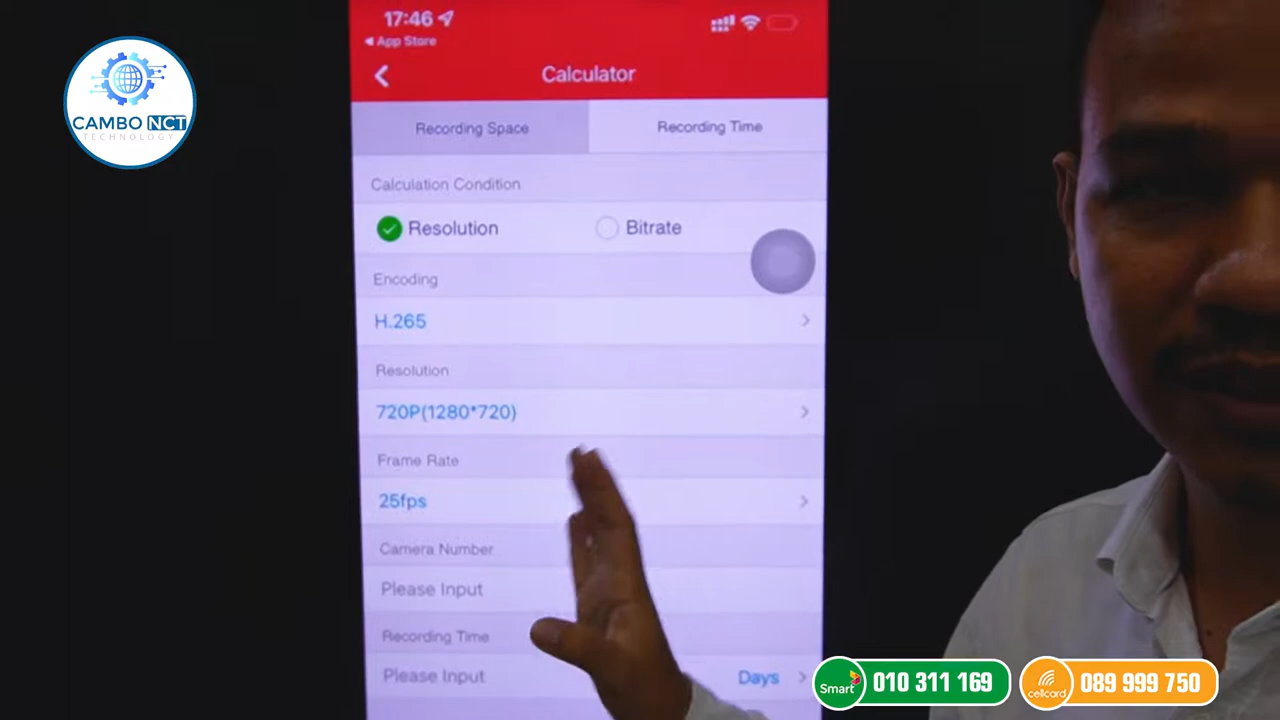 17:46
App Store
Calculator
Recording Space
Recording Time
Calculation Condition
Resolution
Bitrate
Encoding
H.265
Resolution
720P(1280*720)
Frame Rate
25fps
Camera Number
Please Input
Recording Time
Please Input
Days
CAMBO NCT
TECHNOLOGY
Smart
010 311 169
cellcard
089 999 750